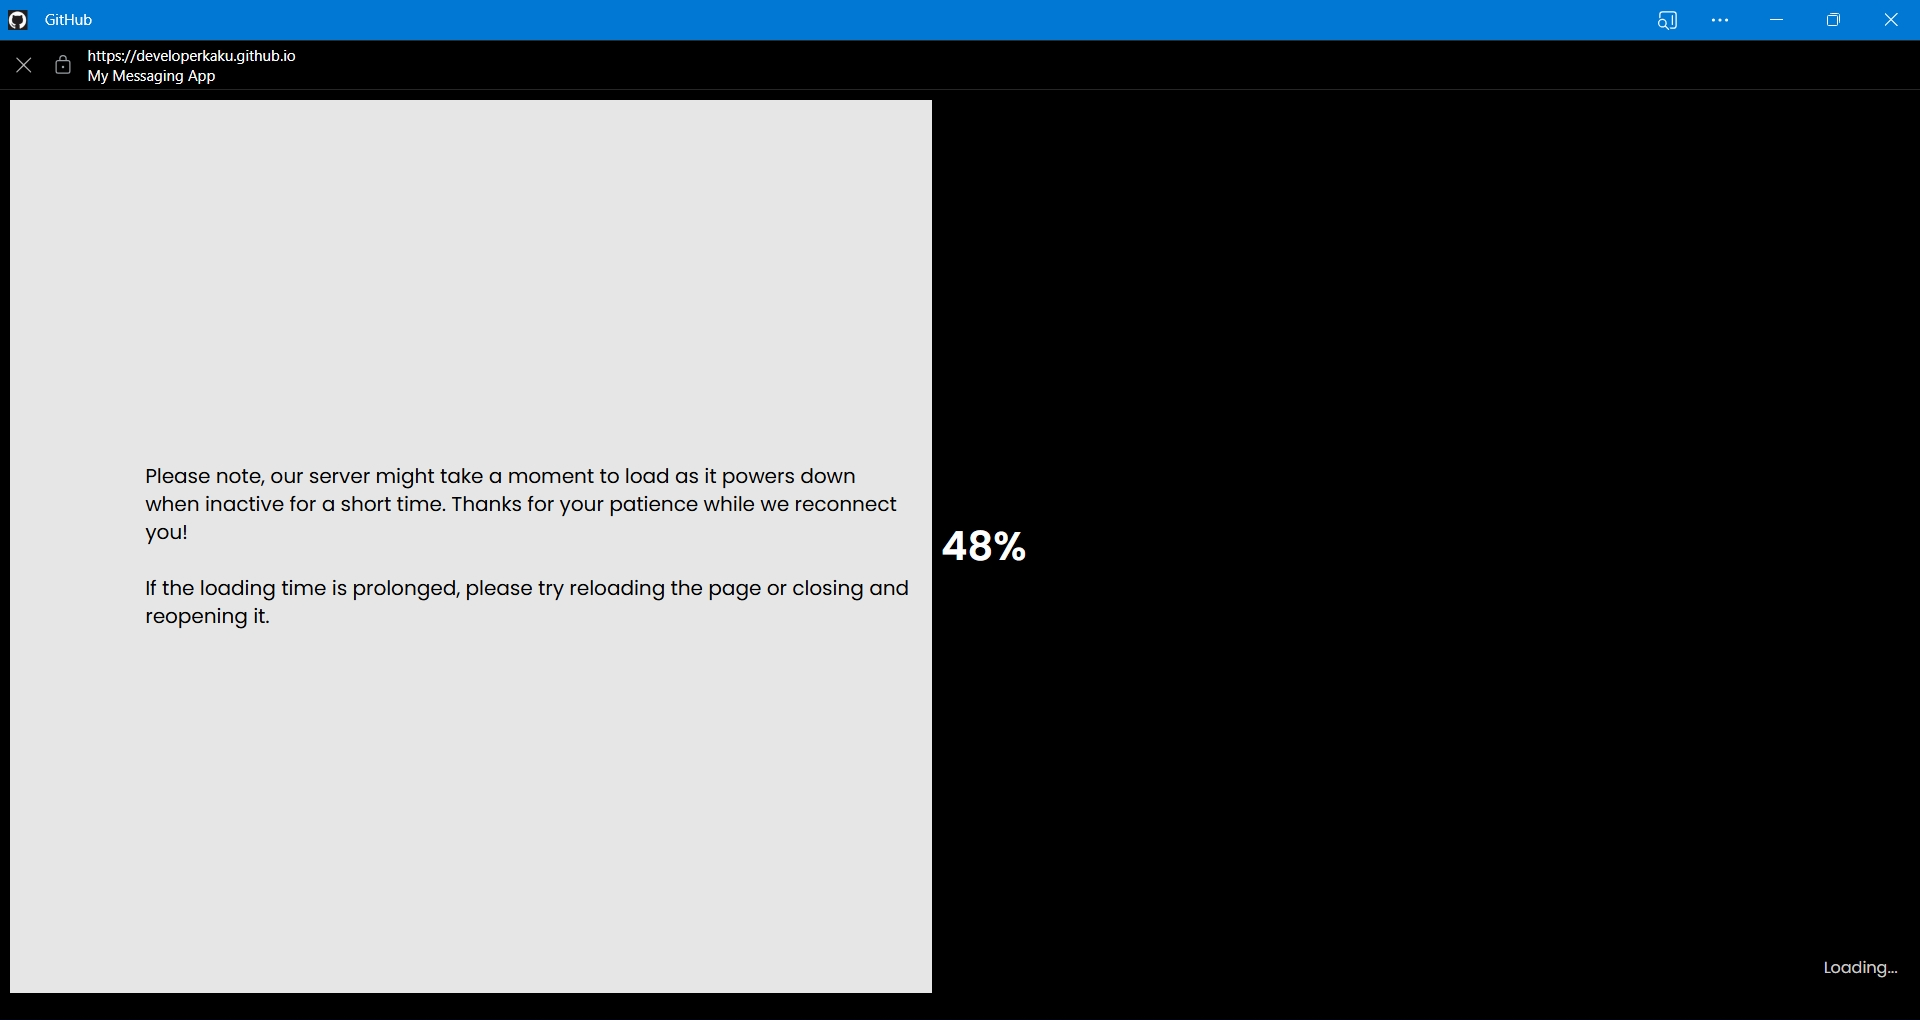 GitHub
https://developerkaku.github.io
My Messaging App
Please note, our server might take a moment to load as it powers down
when inactive for a short time. Thanks for your patience while we reconnect
you!
If the loading time is prolonged, please try reloading the page or closing and
reopening it.
48%
Loading...